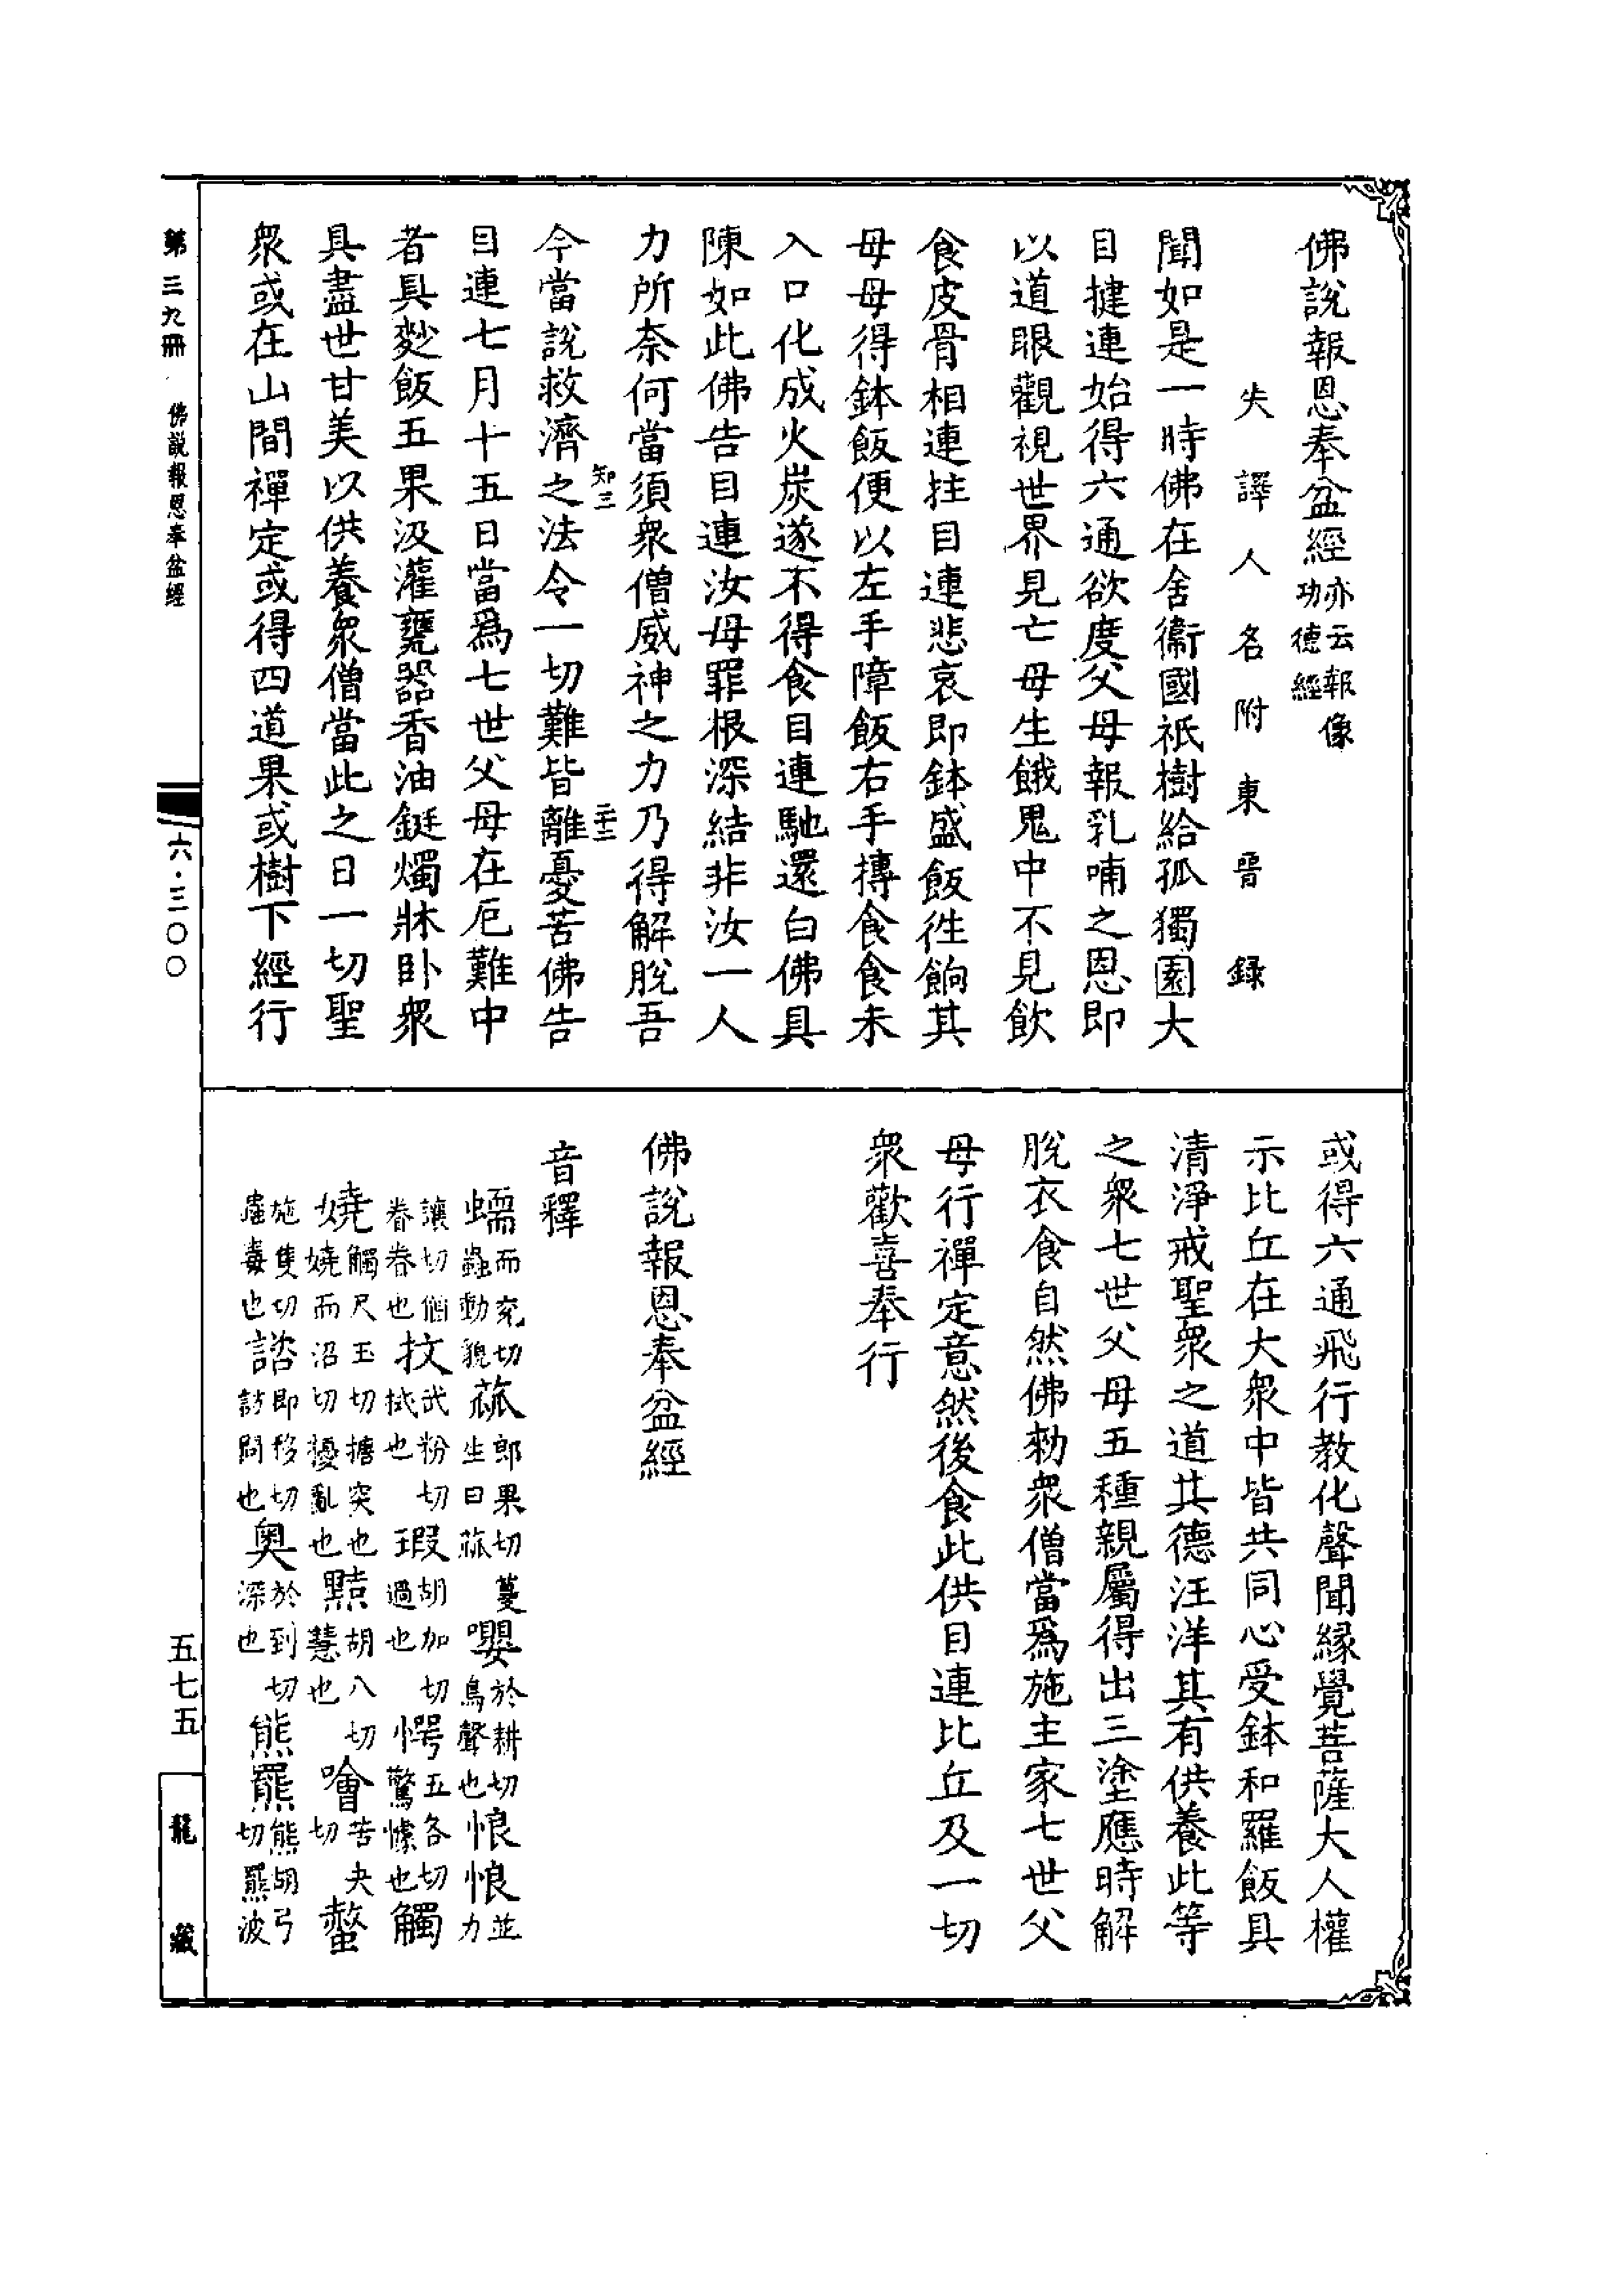 佛說報恩奉盆經亦云報像功德經
失譯人名附東晉錄
聞如是一時佛在舍衞國祇樹給孤獨園大
目揵連始得六通欲度父母報乳哺之恩即
以道眼觀視世界見亡母生餓鬼中不見飲
食皮骨相連拄目連悲哀即鉢盛飯徃餉其
母母得鉢飯便以左手障飯右手摶食食未
入口化成火炭遂不得食目連馳還白佛具
陳如此佛告目連汝母罪根深結非汝一人
力所奈何當須衆僧威神之力乃得解脫吾
知三
二十二
今當說救濟之法令一切難皆離憂苦佛告
目連七月十五日當爲七世父母在厄難中
者具麨飯五果汲灌甕器香油鋌燭牀卧衆
具盡世甘美以供養衆僧當此之日一切聖
衆或在山間禪定或得四道果或樹下經行
第三九冊
佛說報恩奉盆經
六·三〇〇
或得六通飛行教化聲聞緣覺菩薩大人權
示比丘在大衆中皆共同心受鉢和羅飯具
清淨戒聖衆之道其德汪洋其有供養此等
之衆七世父母五種親屬得出三塗應時解
脫衣食自然佛勑衆僧當爲施主家七世父
母行禪定意然後食此供目連比丘及一切
衆歡喜奉行
佛說報恩奉盆經
音釋
蠕而兗切蟲動貌蓏郎果切蔓生曰蓏嚶於耕切鳥聲也悢悢並力
讓切悢悢眷眷也抆武粉切拭也瑕胡加切過也愕五各切驚愫也觸
嬈觸尺玉切搪突也嬈而沼切擾亂也黠胡八切慧也噲苦夬切螫
施隻切蟲毒也諮即移切訪問也奧於到切深也熊羆熊胡弓切羆波
五七五
龍藏